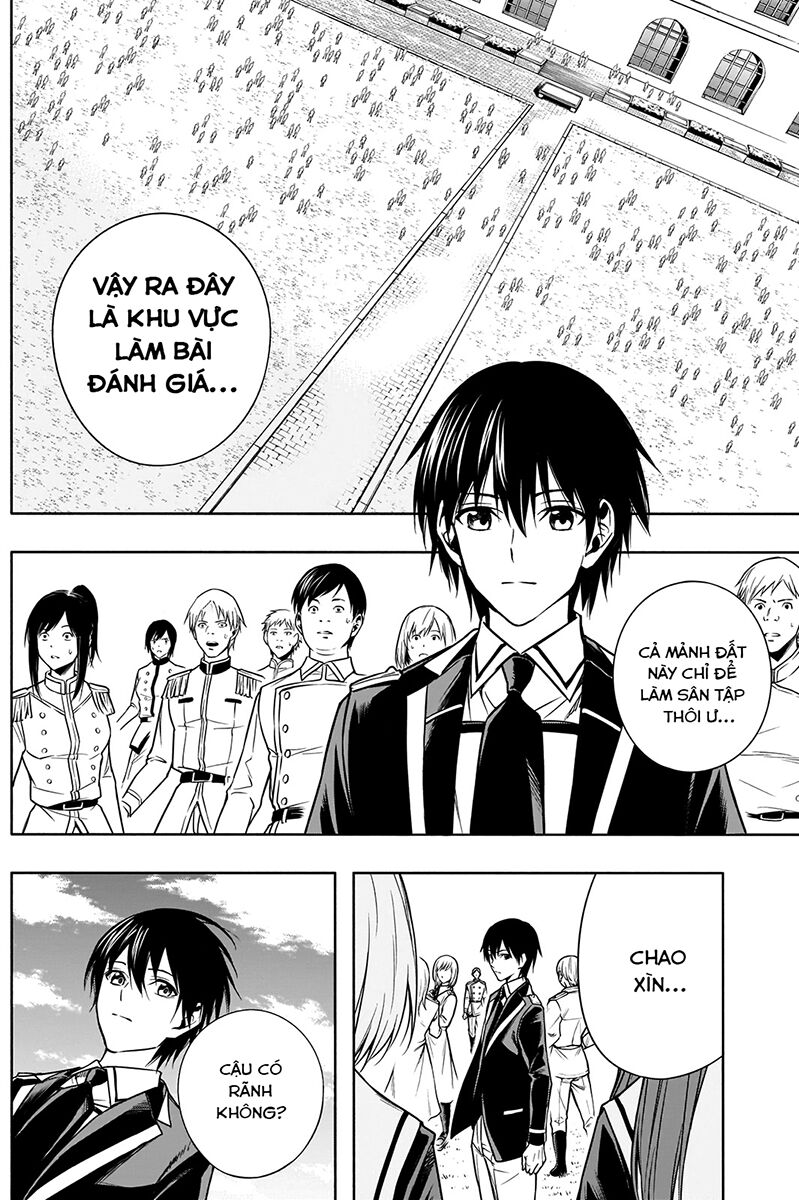 VẬY RA ĐÂY
LÀ KHU VỰC
LÀM BÀI
ĐÁNH GIÁ...
CẢ MẢNH ĐẤT
NÀY CHỈ ĐỂ
LÀM SÂN TẬP
THÔI Ư...
CHAO
XÌN...
CẬU CÓ
RÃNH
KHÔNG?